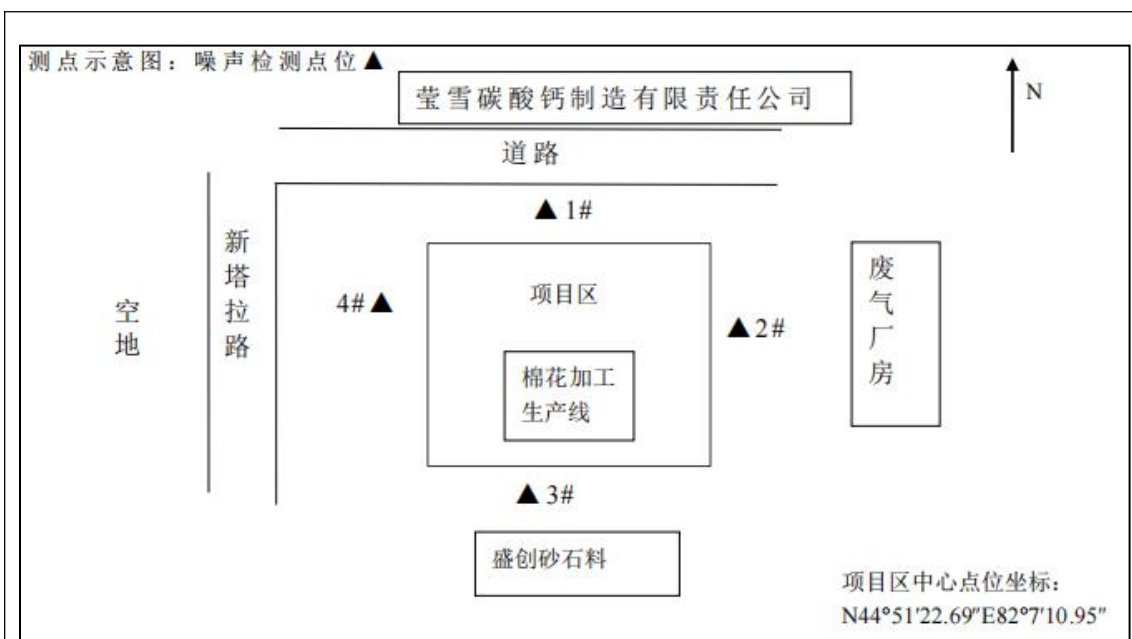 测点示意图：噪声检测点位▲
莹雪碳酸钙制造有限责任公司
N
道路
▲1#
新塔拉路
空地
4#▲
项目区
▲2#
废气厂房
棉花加工
生产线
▲3#
盛创砂石料
项目区中心点位坐标：
N44°51′22.69″E82°7′10.95″